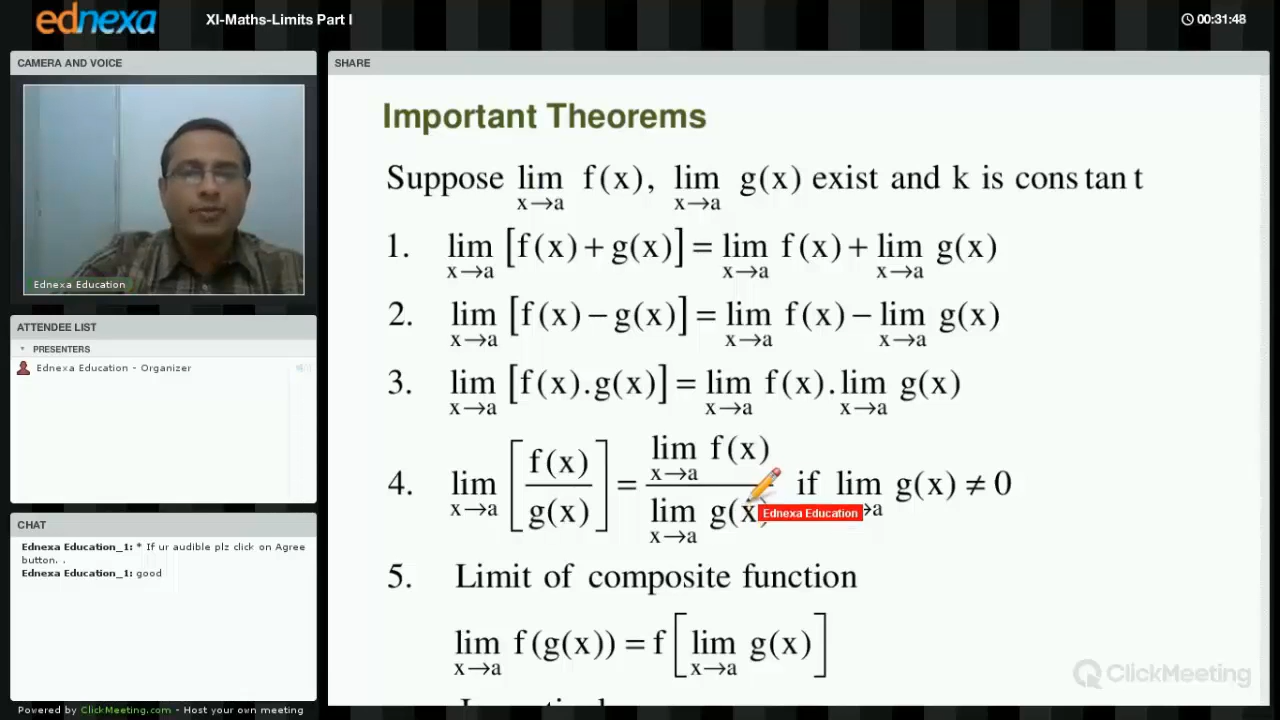 ednexa
XI-Maths-Limits Part I
00:31:48
CAMERA AND VOICE
Ednexa Education
ATTENDEE LIST
PRESENTERS
Ednexa Education - Organizer
CHAT
Ednexa Education_1: * If ur audible plz click on Agree
button. .
Ednexa Education_1: good
Powered by ClickMeeting.com - Host your own meeting
SHARE
Important Theorems
Suppose lim f(x), lim g(x) exist and k is cons tan t
x→a x→a
1. lim [f(x)+g(x)] = lim f(x)+ lim g(x)
x→a x→a x→a
2. lim [f(x)−g(x)] = lim f(x)− lim g(x)
x→a x→a x→a
3. lim [f(x).g(x)] = lim f(x). lim g(x)
x→a x→a x→a
4. lim [f(x)/g(x)] = lim f(x) / lim g(x if lim g(x) ≠ 0
x→a x→a x→a →a
Ednexa Education
5. Limit of composite function
lim f(g(x)) = f[lim g(x)]
x→a x→a
ClickMeeting